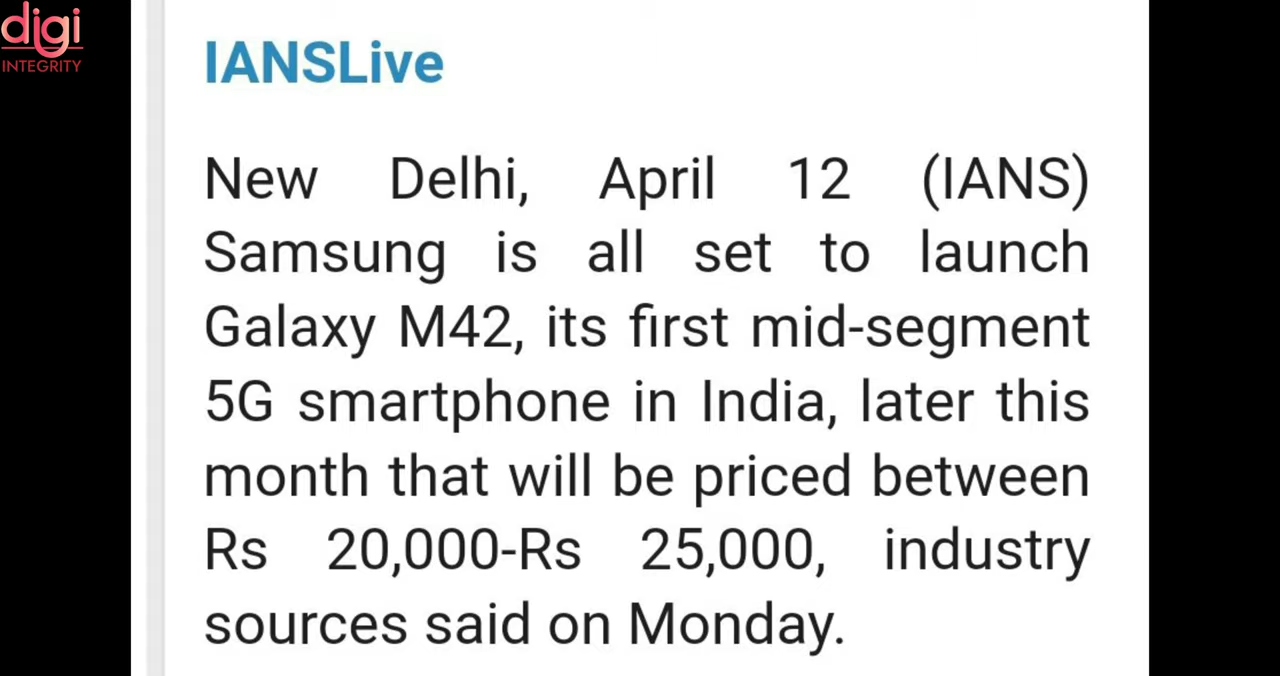 digi
INTEGRITY
IANSLive
New Delhi, April 12 (IANS)
Samsung is all set to launch
Galaxy M42, its first mid-segment
5G smartphone in India, later this
month that will be priced between
Rs 20,000-Rs 25,000, industry
sources said on Monday.